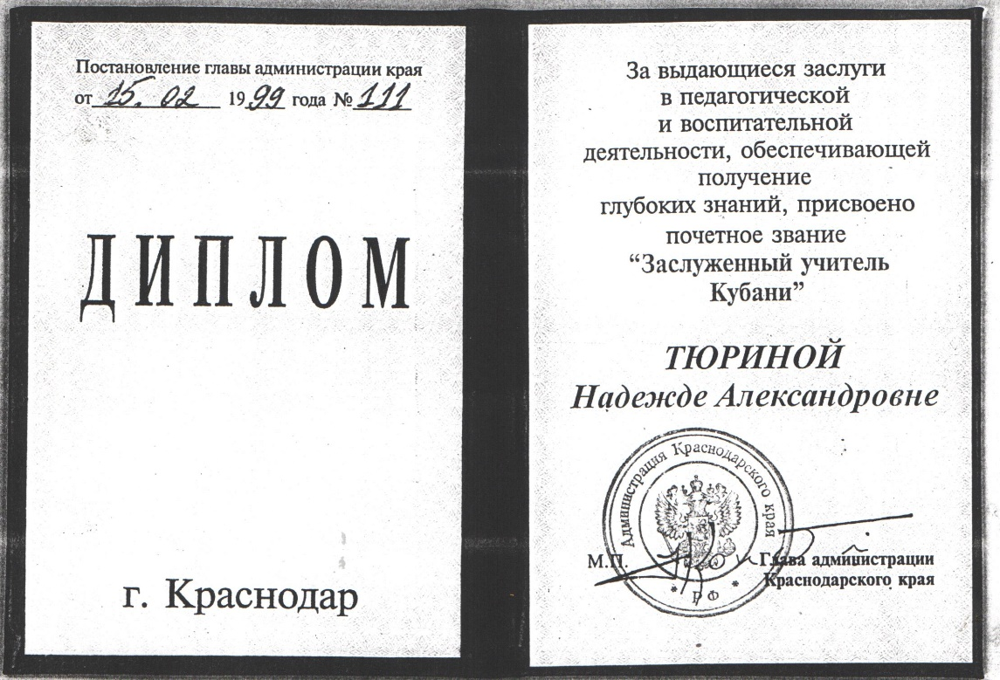 Постановление главы администрации края
от 15. 02 1999 года № 111
ДИПЛОМ
г. Краснодар
За выдающиеся заслуги
в педагогической
и воспитательной
деятельности, обеспечивающей
получение
глубоких знаний, присвоено
почетное звание
“Заслуженный учитель
Кубани”
ТЮРИНОЙ
Надежде Александровне
Администрация Краснодарского края
* РФ *
М.П.
Глава администрации
Краснодарского края